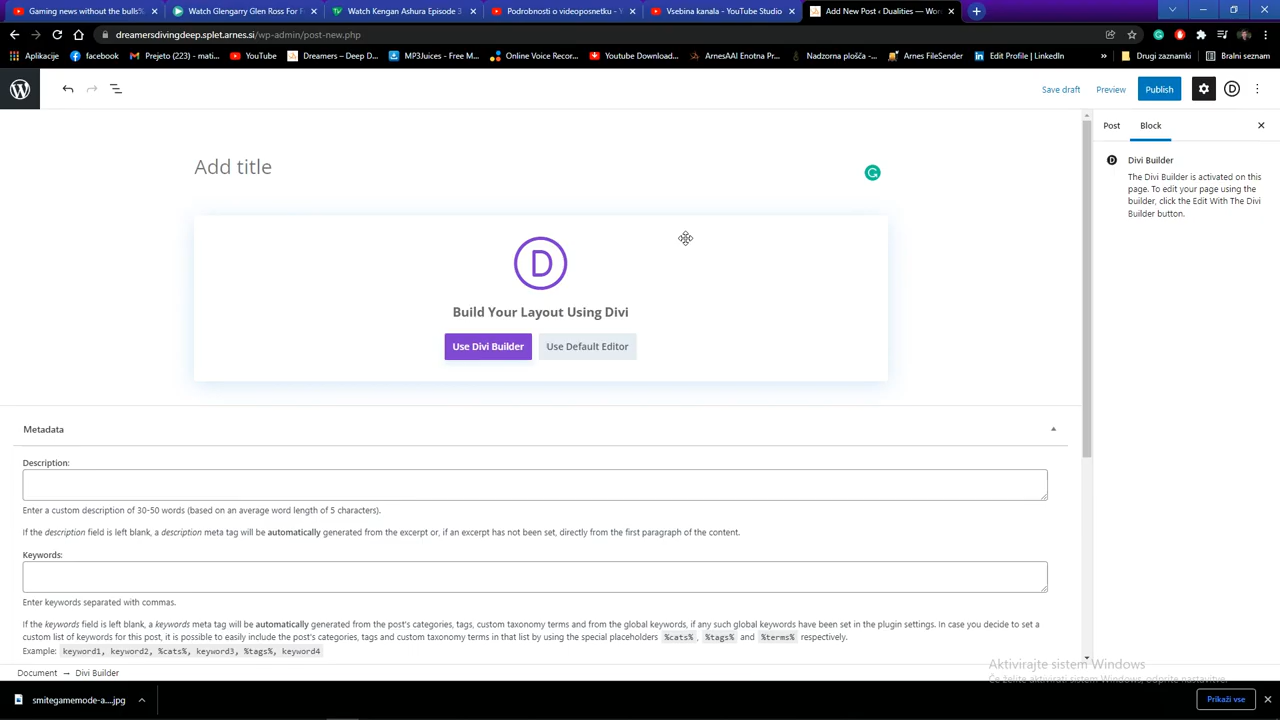 Gaming news without the bulls%
Watch Glengarry Glen Ross For F
Watch Kengan Ashura Episode 3
Podrobnosti o videoposnetku - Y
Vsebina kanala - YouTube Studio
Add New Post ‹ Dualities — Wor
dreamersdivingdeep.splet.arnes.si/wp-admin/post-new.php
Aplikacije
facebook
Prejeto (223) - mati...
YouTube
Dreamers – Deep D...
MP3Juices - Free M...
Online Voice Recor...
Youtube Download...
ArnesAAI Enotna Pr...
Nadzorna plošča ‹...
Arnes FileSender
Edit Profile | LinkedIn
»
Drugi zaznamki
Bralni seznam
Save draft
Preview
Publish
Post
Block
Add title
Divi Builder
The Divi Builder is activated on this
page. To edit your page using the
builder, click the Edit With The Divi
Builder button.
D
Build Your Layout Using Divi
Use Divi Builder
Use Default Editor
Metadata
Description:
Enter a custom description of 30-50 words (based on an average word length of 5 characters).
If the description field is left blank, a description meta tag will be automatically generated from the excerpt or, if an excerpt has not been set, directly from the first paragraph of the content.
Keywords:
Enter keywords separated with commas.
If the keywords field is left blank, a keywords meta tag will be automatically generated from the post's categories, tags, custom taxonomy terms and from the global keywords, if any such global keywords have been set in the plugin settings. In case you decide to set a
custom list of keywords for this post, it is possible to easily include the post's categories, tags and custom taxonomy terms in that list by using the special placeholders %cats%, %tags% and %terms% respectively.
Example: keyword1, keyword2, %cats%, keyword3, %tags%, keyword4
Aktivirajte sistem Windows
Če želite aktivirati sistem Windows, odprite nastavitve.
Document → Divi Builder
smitegamemode-a....jpg
Prikaži vse